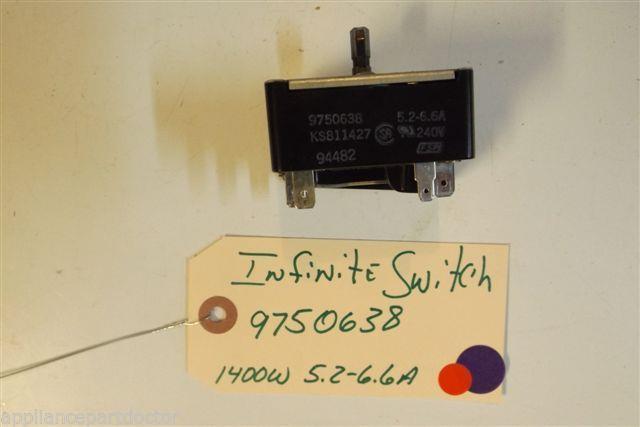 9750638 5.2-6.6A
KS811427 240V
94482
Infinite Switch
9750638
1400W 5.2-6.6A
appliancepartdoctor